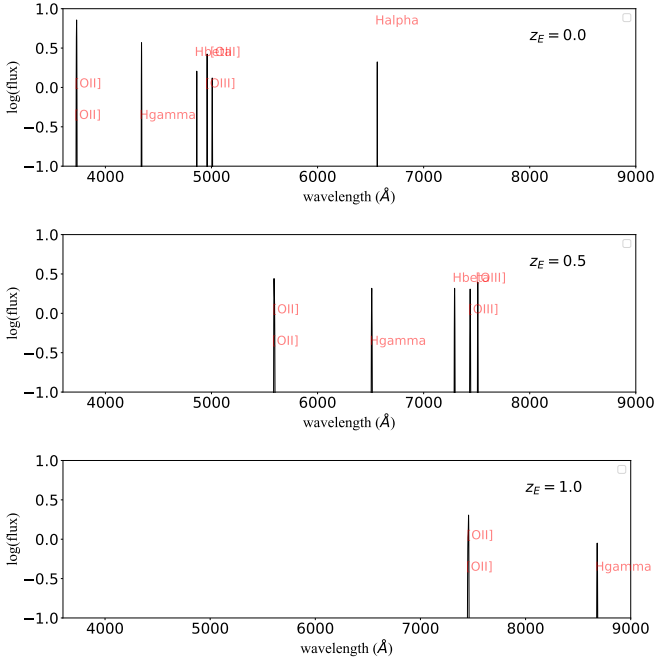 1.0
Halpha
z_E = 0.0
0.5
Hbeta
[OIII]
[OII]
[OIII]
0.0
[OII]
Hgamma
−0.5
−1.0
log(flux)
4000 5000 6000 7000 8000 9000
wavelength (Å)
1.0
z_E = 0.5
0.5
Hbeta
[OIII]
[OII]
[OIII]
0.0
[OII]
Hgamma
−0.5
−1.0
log(flux)
4000 5000 6000 7000 8000 9000
wavelength (Å)
1.0
z_E = 1.0
0.5
[OII]
0.0
[OII]
Hgamma
−0.5
−1.0
log(flux)
4000 5000 6000 7000 8000 9000
wavelength (Å)